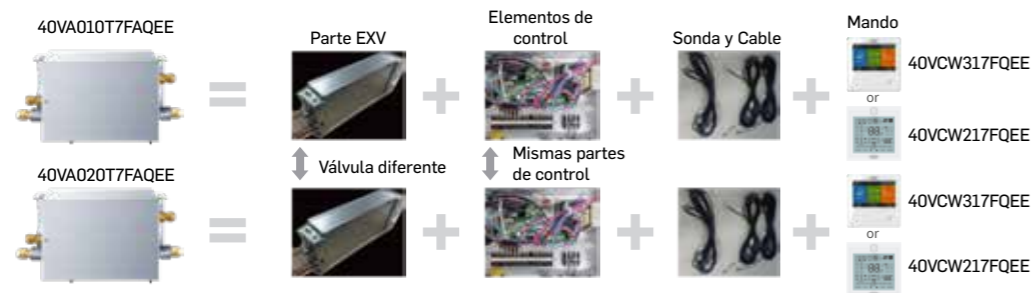 40VA010T7FAQEE
Parte EXV
Elementos de
control
Sonda y Cable
Mando
40VCW317FQEE
or
40VCW217FQEE
Válvula diferente
Mismas partes
de control
40VA020T7FAQEE
40VCW317FQEE
or
40VCW217FQEE